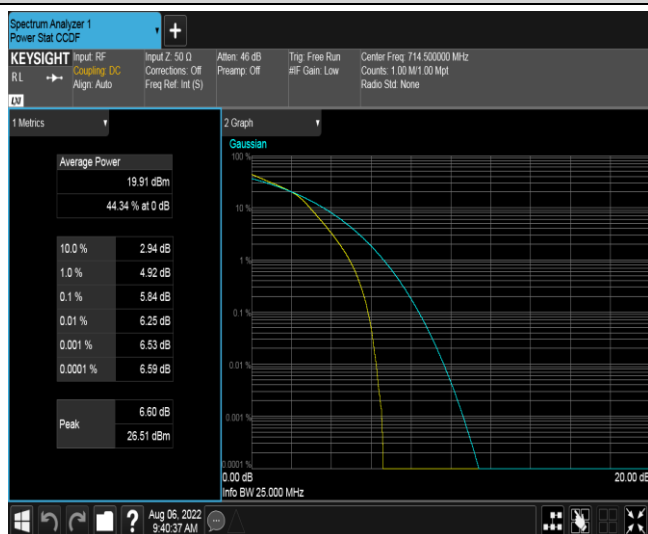 Spectrum Analyzer 1
Power Stat CCDF
+
KEYSIGHT
RL
LXI
Input: RF
Coupling: DC
Align: Auto
Input Z: 50 Ω
Corrections: Off
Freq Ref: Int (S)
Atten: 46 dB
Preamp: Off
Trig: Free Run
#IF Gain: Low
Center Freq: 714.500000 MHz
Counts: 1.00 M/1.00 Mpt
Radio Std: None
1 Metrics
Average Power
19.91 dBm
44.34 % at 0 dB
10.0 % 2.94 dB
1.0 % 4.92 dB
0.1 % 5.84 dB
0.01 % 6.25 dB
0.001 % 6.53 dB
0.0001 % 6.59 dB
Peak
6.60 dB
26.51 dBm
2 Graph
Gaussian
100 %
10 %
1 %
0.1 %
0.01 %
0.001 %
0.0001 %
0.00 dB
20.00 dB
Info BW 25.000 MHz
?
Aug 06, 2022
9:40:37 AM